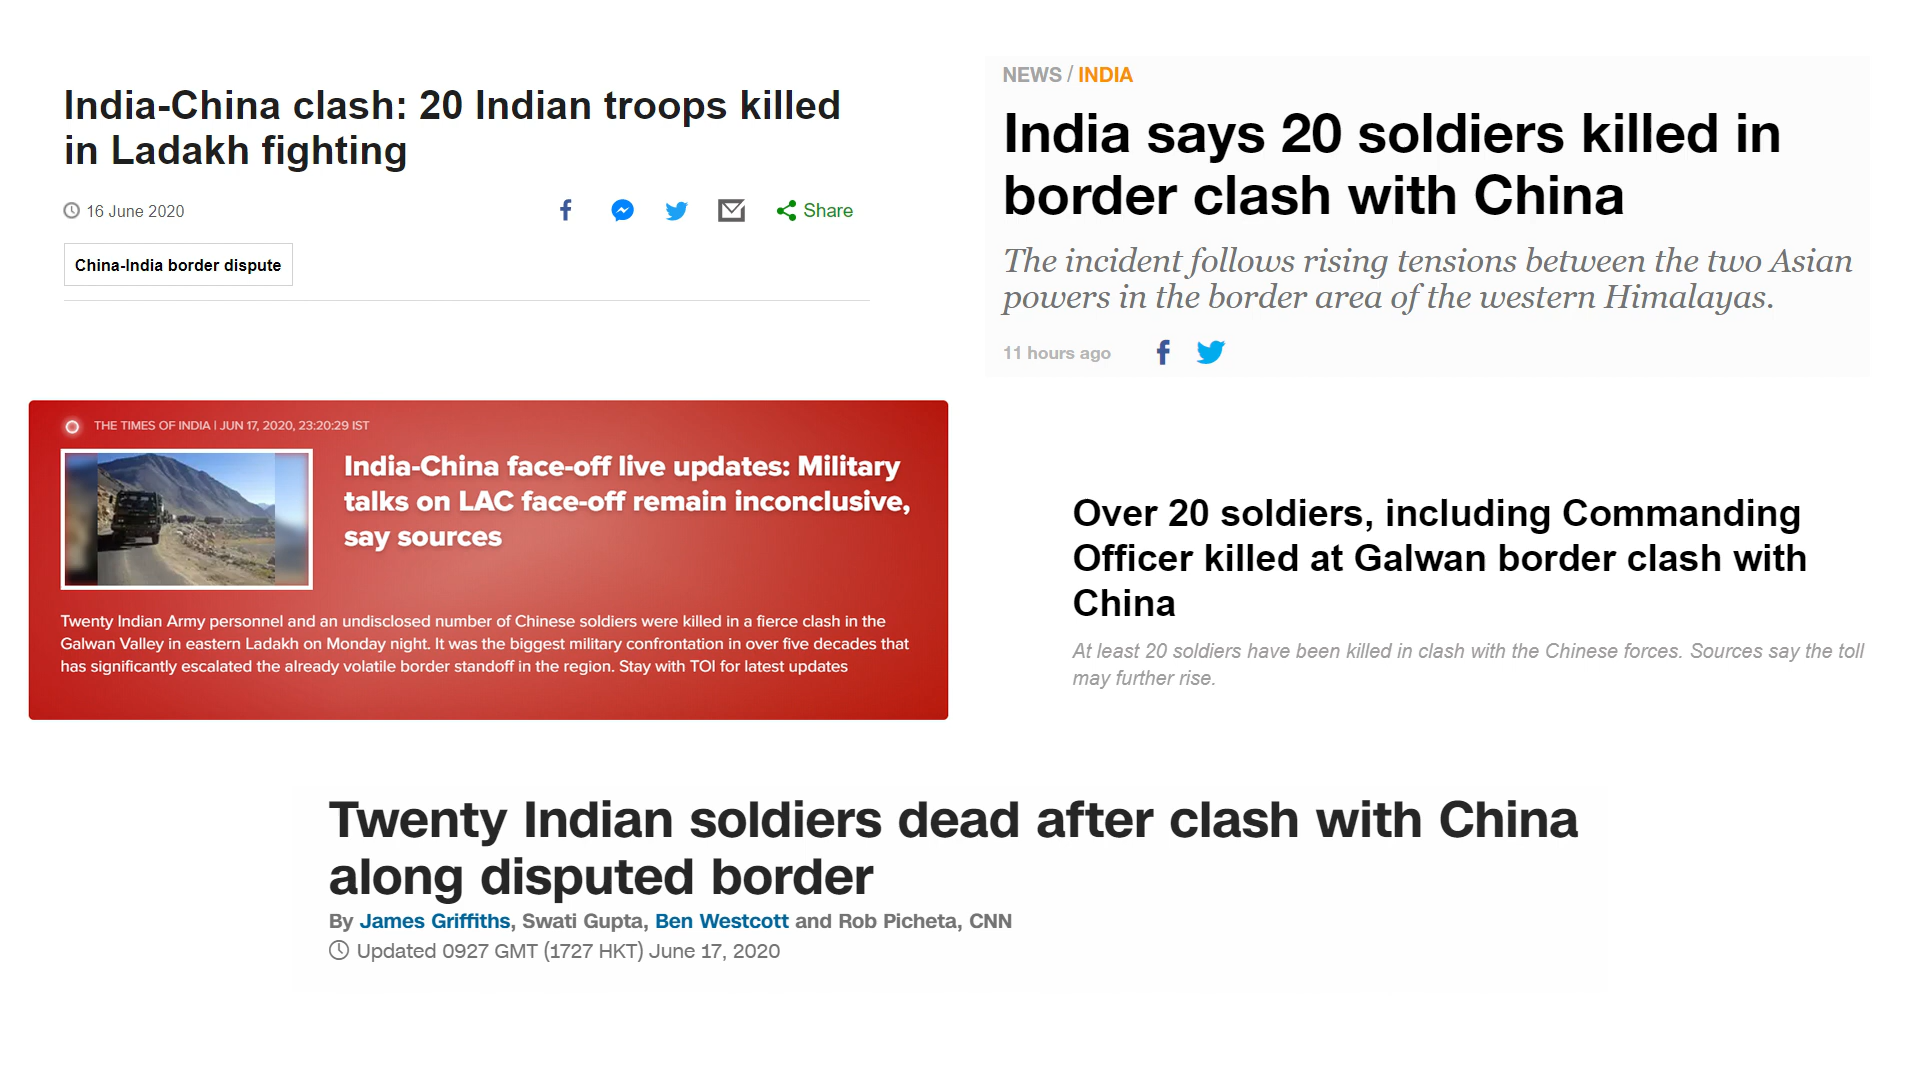 India-China clash: 20 Indian troops killed
in Ladakh fighting
16 June 2020
Share
China-India border dispute
NEWS / INDIA
India says 20 soldiers killed in
border clash with China
The incident follows rising tensions between the two Asian
powers in the border area of the western Himalayas.
11 hours ago
THE TIMES OF INDIA | JUN 17, 2020, 23:20:29 IST
India-China face-off live updates: Military
talks on LAC face-off remain inconclusive,
say sources
Twenty Indian Army personnel and an undisclosed number of Chinese soldiers were killed in a fierce clash in the
Galwan Valley in eastern Ladakh on Monday night. It was the biggest military confrontation in over five decades that
has significantly escalated the already volatile border standoff in the region. Stay with TOI for latest updates
Over 20 soldiers, including Commanding
Officer killed at Galwan border clash with
China
At least 20 soldiers have been killed in clash with the Chinese forces. Sources say the toll
may further rise.
Twenty Indian soldiers dead after clash with China
along disputed border
By James Griffiths, Swati Gupta, Ben Westcott and Rob Picheta, CNN
Updated 0927 GMT (1727 HKT) June 17, 2020